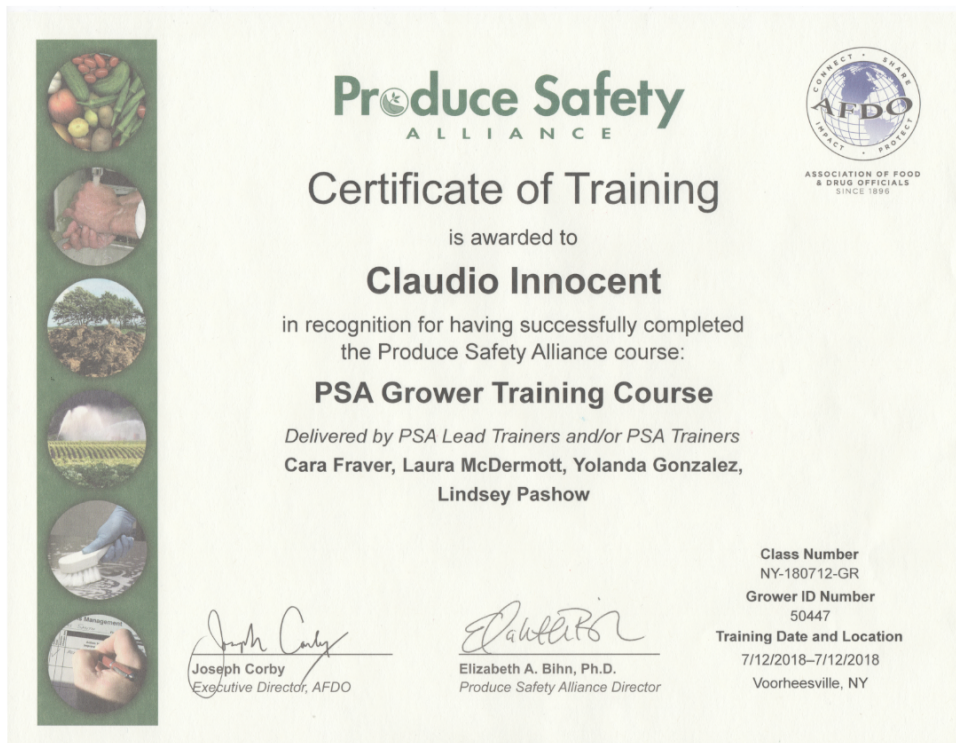 Produce Safety
ALLIANCE
CONNECT · SHARE
AFDO
IMPACT · PROTECT
ASSOCIATION OF FOOD
& DRUG OFFICIALS
SINCE 1896
Certificate of Training
is awarded to
Claudio Innocent
in recognition for having successfully completed
the Produce Safety Alliance course:
PSA Grower Training Course
Delivered by PSA Lead Trainers and/or PSA Trainers
Cara Fraver, Laura McDermott, Yolanda Gonzalez,
Lindsey Pashow
Class Number
NY-180712-GR
Grower ID Number
50447
Training Date and Location
7/12/2018–7/12/2018
Voorheesville, NY
Joseph Corby
Joseph Corby
Executive Director, AFDO
Elizabeth A. Bihn, Ph.D.
Produce Safety Alliance Director
Management